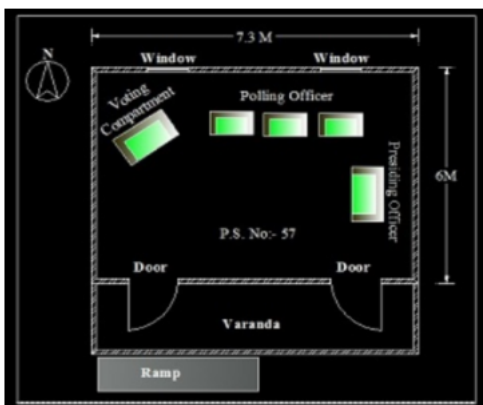 7.3 M
N
Window
Window
Voting
Compartment
Polling Officer
Presiding Officer
6M
P.S. No:- 57
Door
Door
Varanda
Ramp